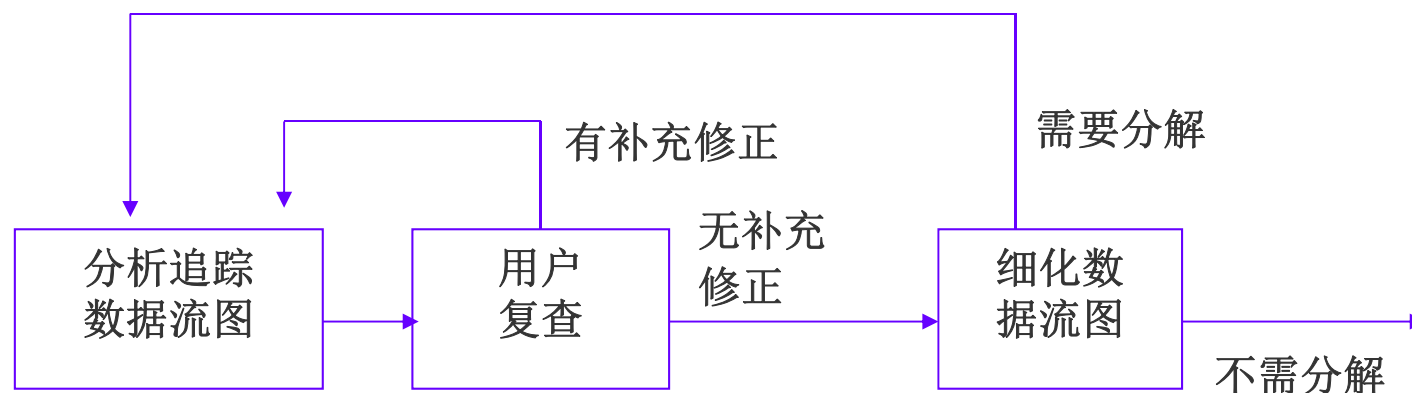 有补充修正
需要分解
分析追踪
数据流图
用户
复查
无补充
修正
细化数
据流图
不需分解